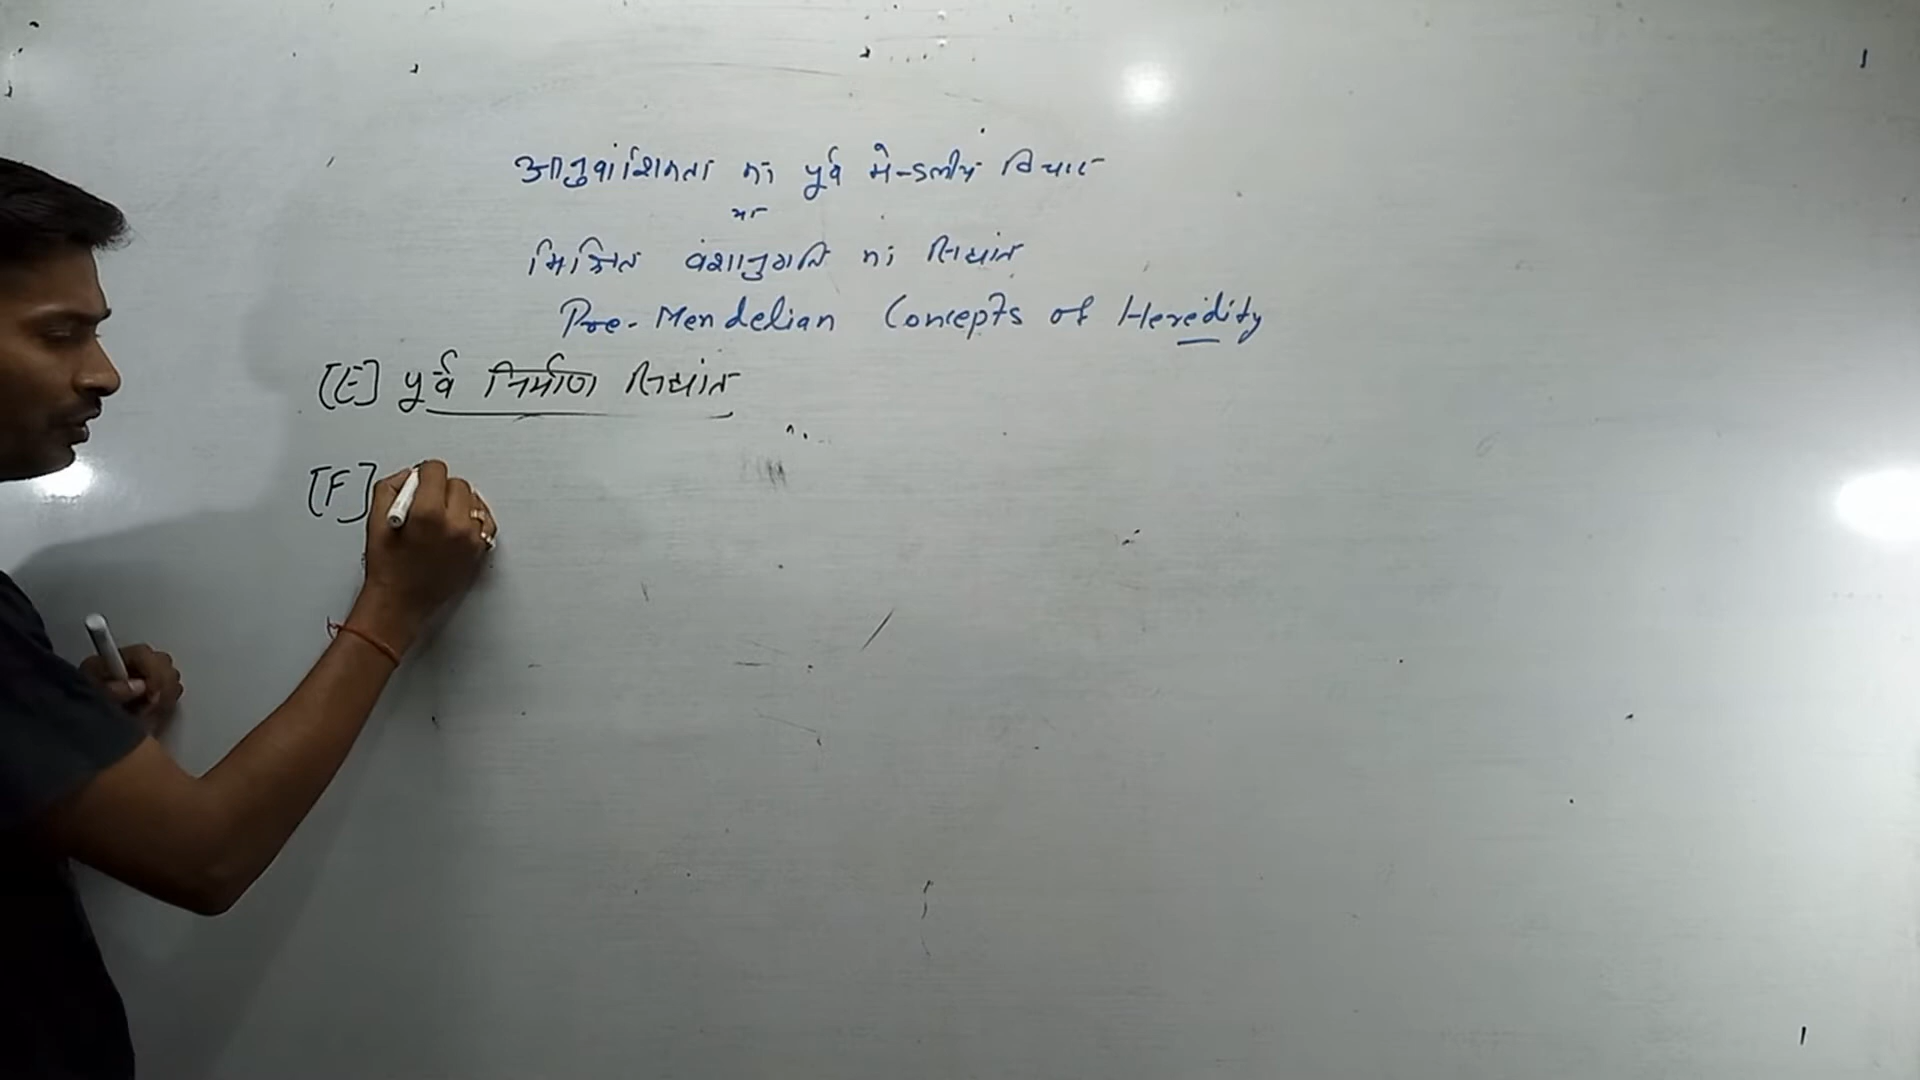 आनुवांशिकता का पूर्व मेन्डलीय विचार
या
मिश्रित वंशानुगति का सिद्यांत
Pre-Mendelian Concepts of Heredity
[E] पूर्व निर्माण सिद्यांत
[F]